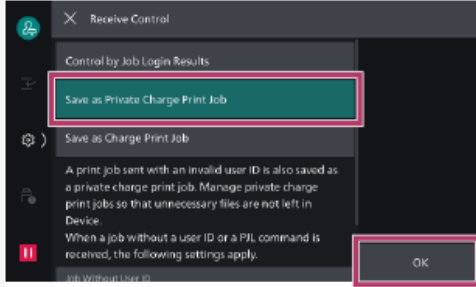 Receive Control
Control by Job Login Results
Save as Private Charge Print Job
Save as Charge Print Job
A print job sent with an invalid user ID is also saved as
a private charge print job. Manage private charge
print jobs so that unnecessary files are not left in
Device.
When a job without a user ID or a PJL command is
received, the following settings apply.
Job Without User ID
OK